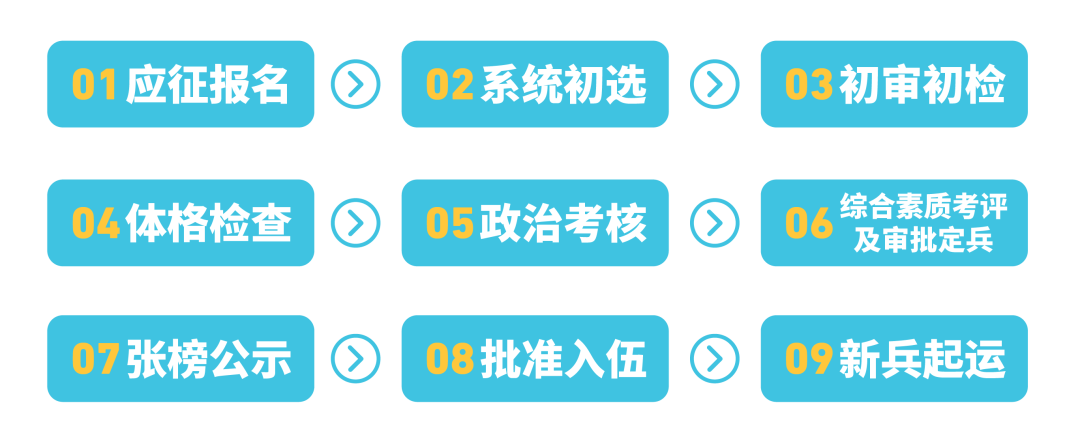 01 应征报名
02 系统初选
03 初审初检
04 体格检查
05 政治考核
06 综合素质考评
及审批定兵
07 张榜公示
08 批准入伍
09 新兵起运